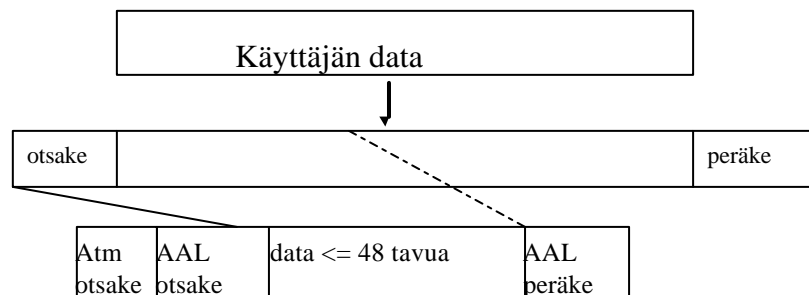 Käyttäjän data
otsake peräke
Atm AAL data <= 48 tavua AAL
otsake otsake peräke